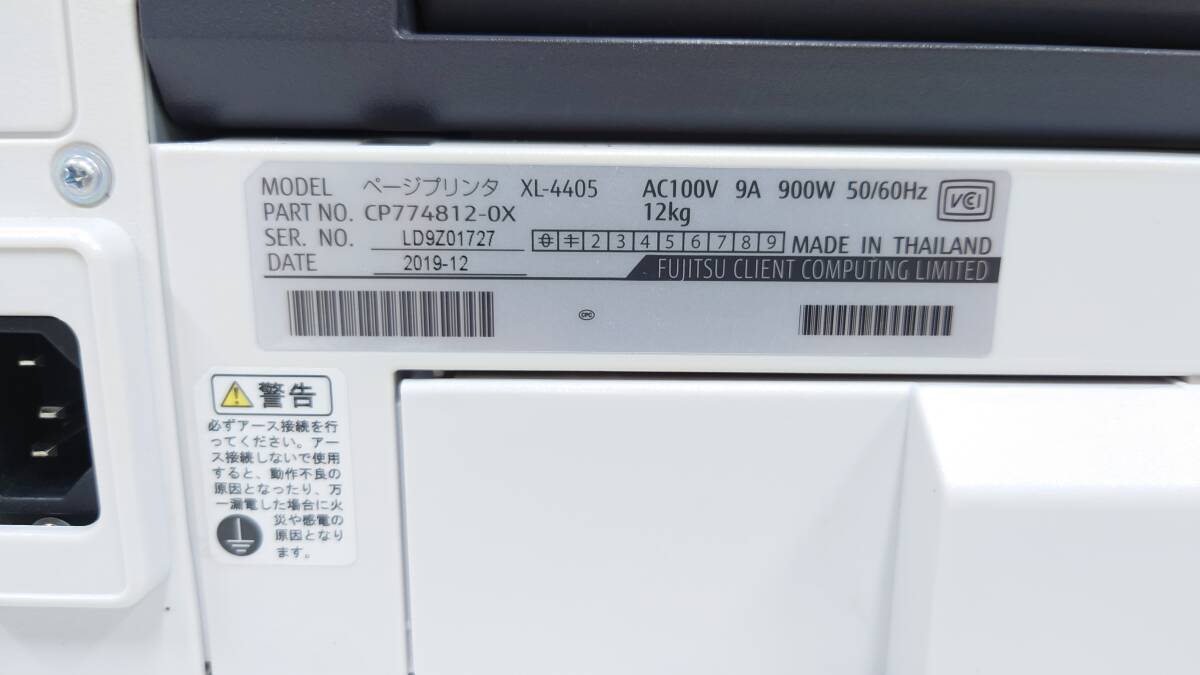 MODEL ページプリンタ XL-4405 AC100V 9A 900W 50/60Hz VCCI
PART NO. CP774812-0X 12kg
SER. NO. LD9Z01727 2 3 4 5 6 7 8 9 MADE IN THAILAND
DATE 2019-12 FUJITSU CLIENT COMPUTING LIMITED
CPC
警告
必ずアース接続を行
ってください。アー
ス接続しないで使用
すると、動作不良の
原因となったり、万
一漏電した場合に火
災や感電の
原因となり
ます。